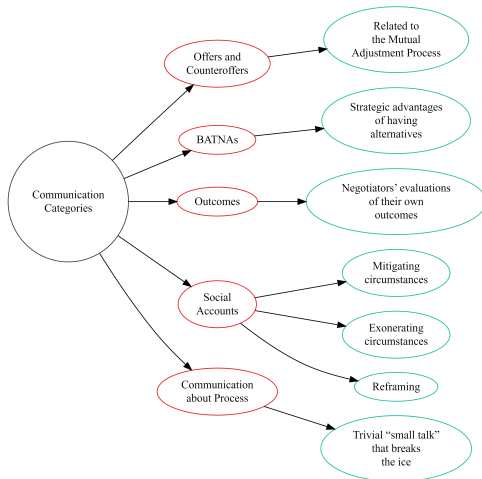 Communication
Categories
Offers and
Counteroffers
Related to
the Mutual
Adjustment Process
BATNAs
Strategic advantages
of having
alternatives
Outcomes
Negotiators’ evaluations
of their own
outcomes
Social
Accounts
Mitigating
circumstances
Exonerating
circumstances
Reframing
Communication
about Process
Trivial “small talk”
that breaks
the ice